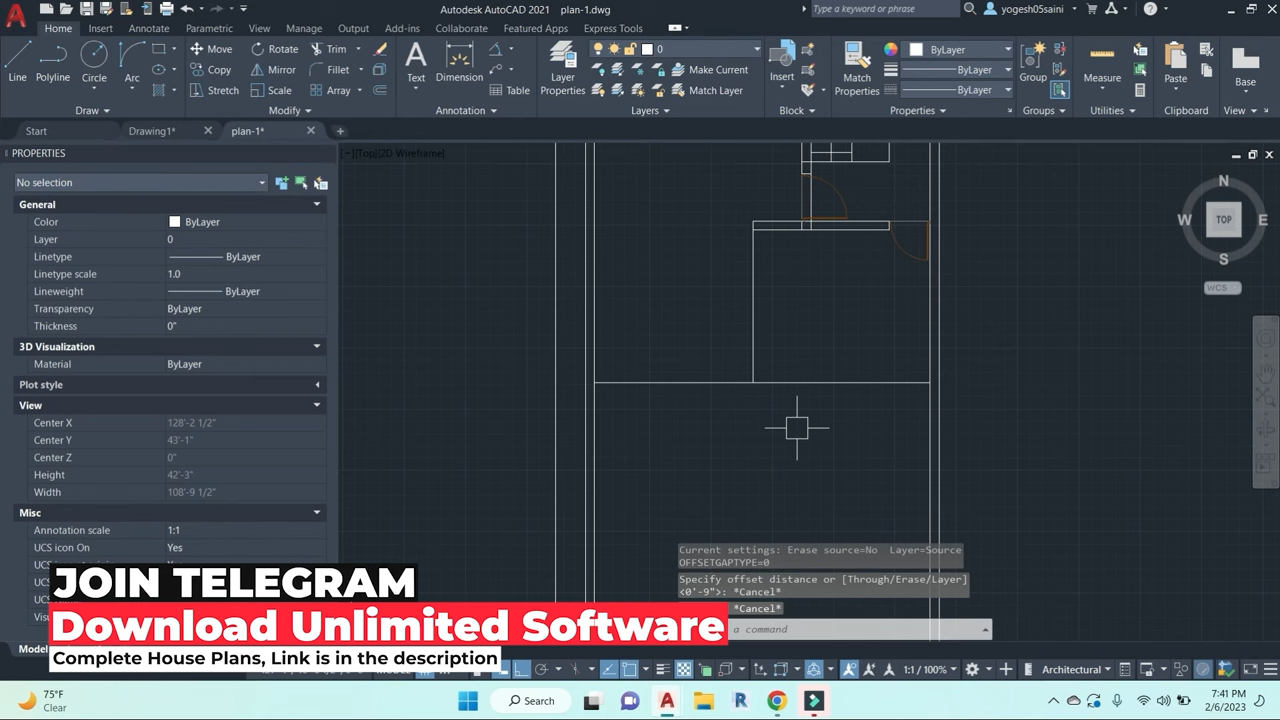 Autodesk AutoCAD 2021 plan-1.dwg
Type a keyword or phrase
yogesh05saini
Home Insert Annotate Parametric View Manage Output Add-ins Collaborate Featured Apps Express Tools
Line
Polyline
Circle
Arc
Move
Rotate
Trim
Copy
Mirror
Fillet
Stretch
Scale
Array
Text
Dimension
Table
Layer
Properties
0
Make Current
Match Layer
Insert
Match
Properties
ByLayer
ByLayer
ByLayer
Group
Measure
Paste
Base
Draw
Modify
Annotation
Layers
Block
Properties
Groups
Utilities
Clipboard
View
Start
Drawing1*
plan-1*
PROPERTIES
[−][Top][2D Wireframe]
No selection
General
Color ByLayer
Layer 0
Linetype ByLayer
Linetype scale 1.0
Lineweight ByLayer
Transparency ByLayer
Thickness 0"
3D Visualization
Material ByLayer
Plot style
View
Center X 128'-2 1/2"
Center Y 43'-1"
Center Z 0"
Height 42'-3"
Width 108'-9 1/2"
Misc
Annotation scale 1:1
UCS icon On Yes
N
W
TOP
E
S
WCS
Current settings: Erase source=No Layer=Source
OFFSETGAPTYPE=0
Specify offset distance or [Through/Erase/Layer]
<0'-9">: *Cancel*
*Cancel*
a command
JOIN TELEGRAM
Download Unlimited Software
Complete House Plans, Link is in the description
1:1 / 100%
Architectural
75°F
Clear
Search
7:41 PM
2/6/2023